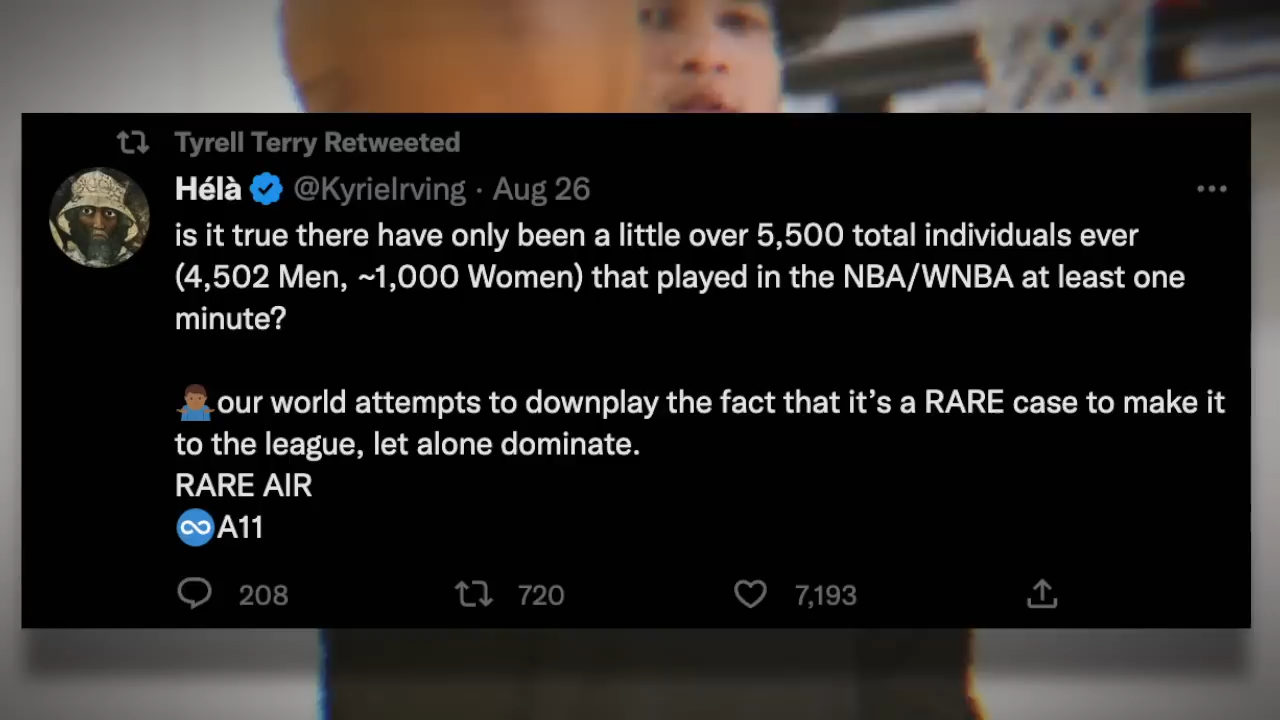 Tyrell Terry Retweeted
Hélà @KyrieIrving · Aug 26
is it true there have only been a little over 5,500 total individuals ever
(4,502 Men, ~1,000 Women) that played in the NBA/WNBA at least one
minute?
🤷🏾‍♂️our world attempts to downplay the fact that it’s a RARE case to make it
to the league, let alone dominate.
RARE AIR
♾️A11
208 720 7,193